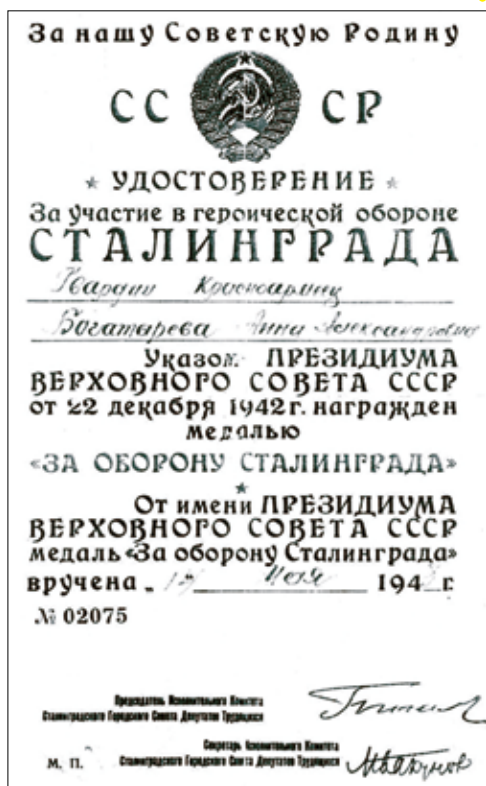 За нашу Советскую Родину
СС СР
УДОСТОВЕРЕНИЕ
За участие в героической обороне
СТАЛИНГРАДА
Гвардии Красноармеец
Богатырева Анна Александровна
Указом ПРЕЗИДИУМА
ВЕРХОВНОГО СОВЕТА СССР
от 22 декабря 1942 г. награжден
медалью
«ЗА ОБОРОНУ СТАЛИНГРАДА»
От имени ПРЕЗИДИУМА
ВЕРХОВНОГО СОВЕТА СССР
медаль «За оборону Сталинграда»
вручена 194 г.
№ 02075
Председатель Исполнительного Комитета
Сталинградского Городского Совета Депутатов Трудящихся
Секретарь Исполнительного Комитета
М. П. Сталинградского Городского Совета Депутатов Трудящихся